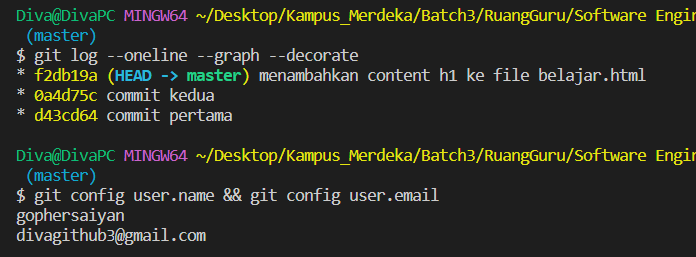 Diva@DivaPC MINGW64 ~/Desktop/Kampus_Merdeka/Batch3/RuangGuru/Software Engin
(master)
$ git log --oneline --graph --decorate
* f2db19a (HEAD -> master) menambahkan content h1 ke file belajar.html
* 0a4d75c commit kedua
* d43cd64 commit pertama
Diva@DivaPC MINGW64 ~/Desktop/Kampus_Merdeka/Batch3/RuangGuru/Software Engin
(master)
$ git config user.name && git config user.email
gophersaiyan
divagithub3@gmail.com